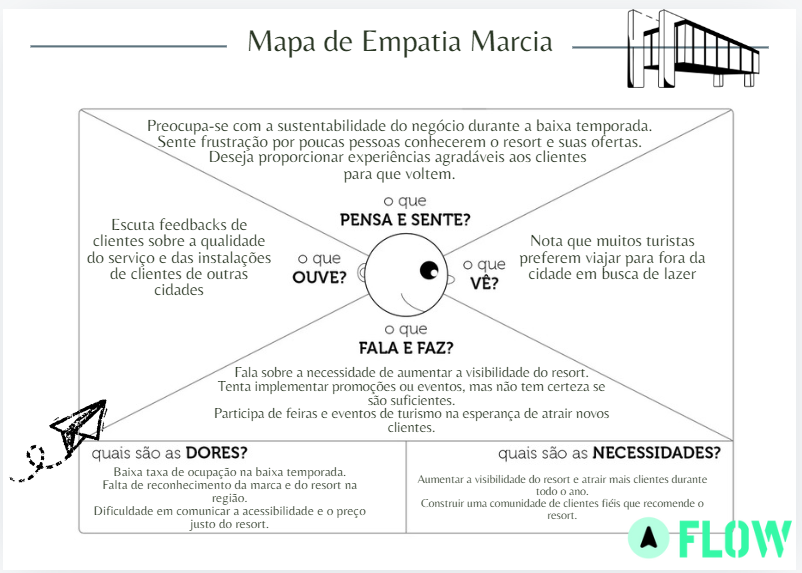 Mapa de Empatia Marcia
Preocupa-se com a sustentabilidade do negócio durante a baixa temporada.
Sente frustração por poucas pessoas conhecerem o resort e suas ofertas.
Deseja proporcionar experiências agradáveis aos clientes
para que voltem.
o que
PENSA E SENTE?
Escuta feedbacks de
clientes sobre a qualidade
do serviço e das instalações
de clientes de outras
cidades
o que
OUVE?
o que
VÊ?
Nota que muitos turistas
preferem viajar para fora da
cidade em busca de lazer
o que
FALA E FAZ?
Fala sobre a necessidade de aumentar a visibilidade do resort.
Tenta implementar promoções ou eventos, mas não tem certeza se
são suficientes.
Participa de feiras e eventos de turismo na esperança de atrair novos
clientes.
quais são as DORES?
Baixa taxa de ocupação na baixa temporada.
Falta de reconhecimento da marca e do resort na
região.
Dificuldade em comunicar a acessibilidade e o preço
justo do resort.
quais são as NECESSIDADES?
Aumentar a visibilidade do resort e atrair mais clientes durante
todo o ano.
Construir uma comunidade de clientes fiéis que recomende o
resort.
FLOW